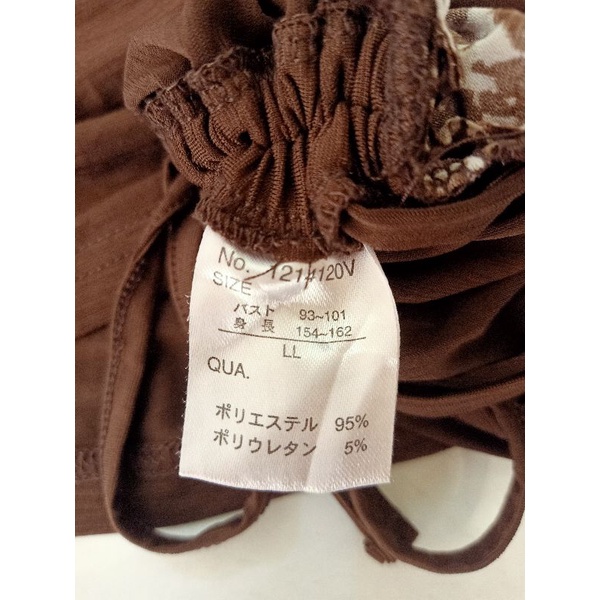 No. 121#120V
SIZE
バスト 93~101
身長 154~162
LL
QUA.
ポリエステル 95%
ポリウレタン 5%